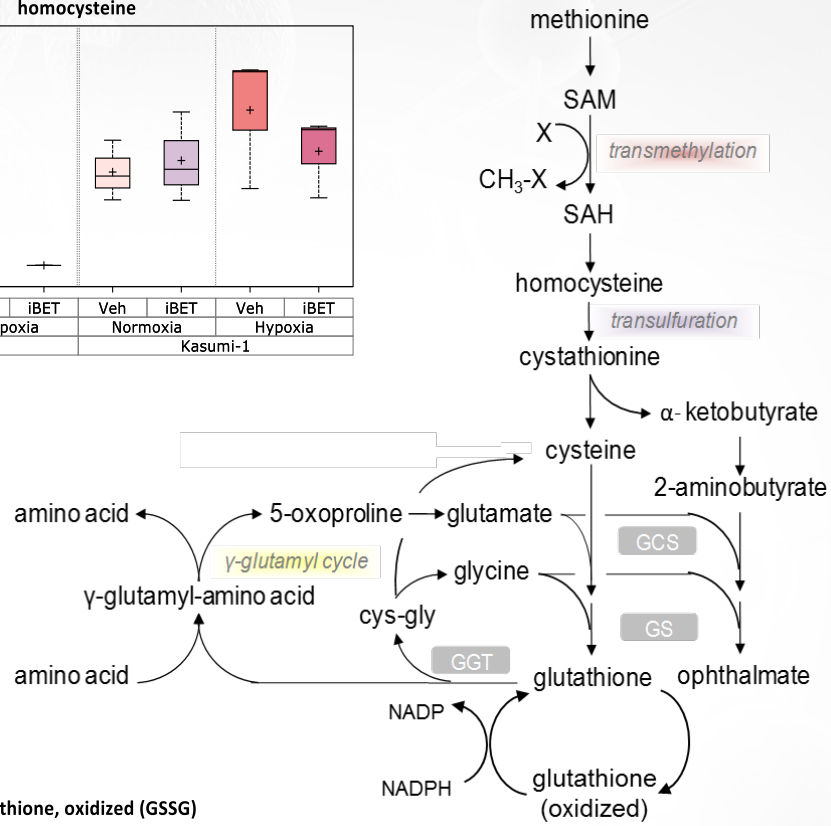 homocysteine
iBET Veh iBET Veh iBET
poxia Normoxia Hypoxia
Kasumi-1
methionine
SAM
X
transmethylation
CH₃-X
SAH
homocysteine
transulfuration
cystathionine
α-ketobutyrate
cysteine
2-aminobutyrate
amino acid
5-oxoproline
glutamate
GCS
γ-glutamyl cycle
glycine
γ-glutamyl-amino acid
cys-gly
GS
GGT
amino acid
glutathione
ophthalmate
NADP
NADPH
glutathione
(oxidized)
thione, oxidized (GSSG)